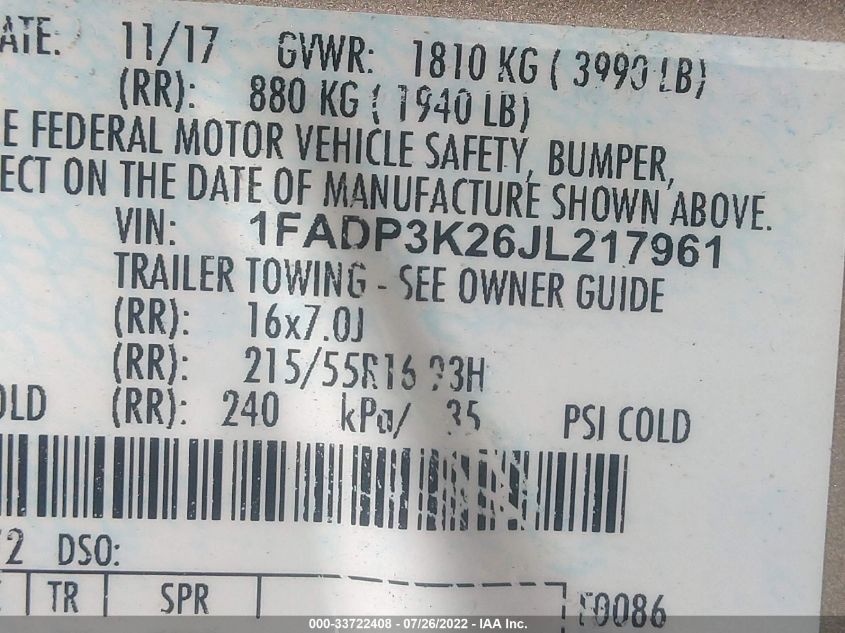 ATE: 11/17 GVWR: 1810 KG ( 3990 LB)
(RR): 880 KG ( 1940 LB)
E FEDERAL MOTOR VEHICLE SAFETY, BUMPER,
ECT ON THE DATE OF MANUFACTURE SHOWN ABOVE.
VIN: 1FADP3K26JL217961
TRAILER TOWING - SEE OWNER GUIDE
(RR): 16x7.0J
(RR): 215/55R16 93H
OLD (RR): 240 kPa/ 35 PSI COLD
2 DSO:
TR SPR
F0086
000-33722408 - 07/26/2022 - IAA Inc.